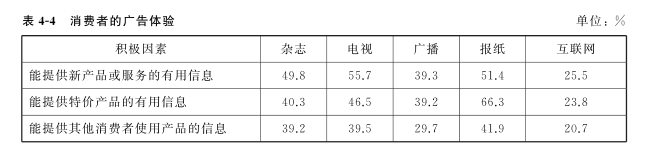 表 4-4 消费者的广告体验 单位：%
积极因素 杂志 电视 广播 报纸 互联网
能提供新产品或服务的有用信息 49.8 55.7 39.3 51.4 25.5
能提供特价产品的有用信息 40.3 46.5 39.2 66.3 23.8
能提供其他消费者使用产品的信息 39.2 39.5 29.7 41.9 20.7